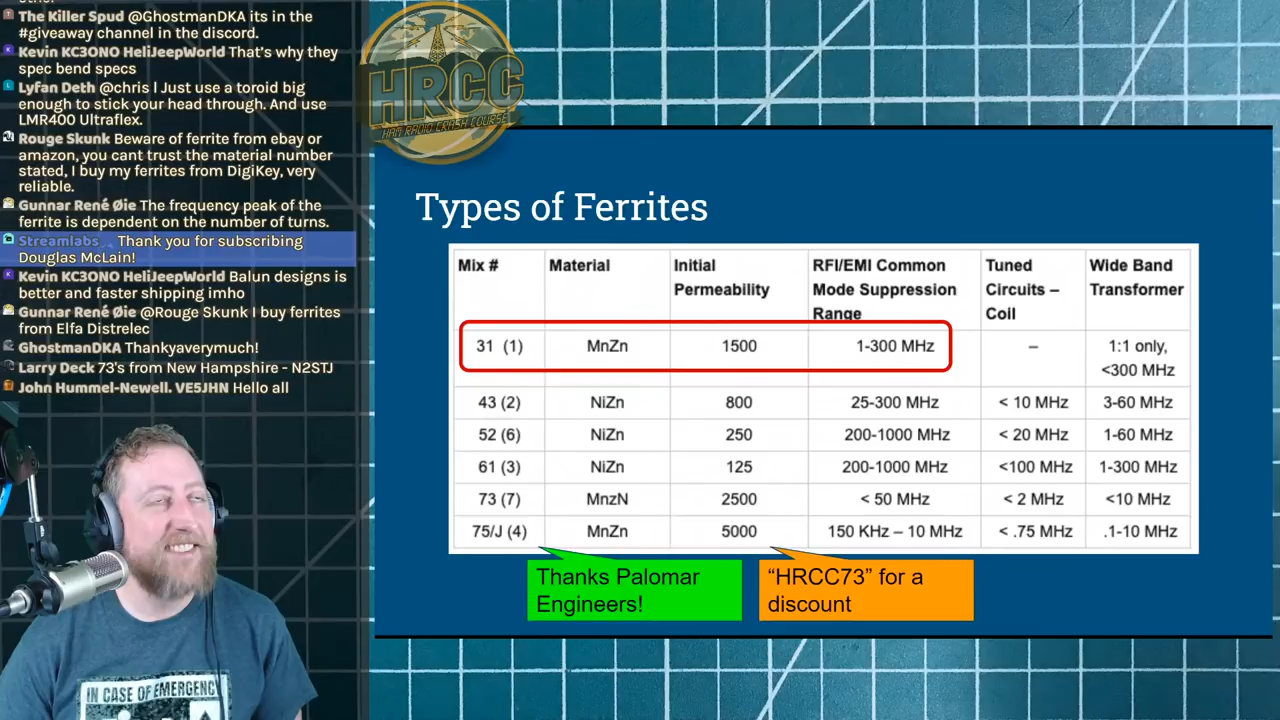 The Killer Spud @GhostmanDKA its in the
#giveaway channel in the discord.
Kevin KC3ONO HeliJeepWorld That's why they
spec bend specs
Lyfan Deth @chris I Just use a toroid big
enough to stick your head through. And use
LMR400 Ultraflex.
Rouge Skunk Beware of ferrite from ebay or
amazon, you cant trust the material number
stated, I buy my ferrites from DigiKey, very
reliable.
Gunnar René Øie The frequency peak of the
ferrite is dependent on the number of turns.
Streamlabs Thank you for subscribing
Douglas McLain!
Kevin KC3ONO HeliJeepWorld Balun designs is
better and faster shipping imho
Gunnar René Øie @Rouge Skunk I buy ferrites
from Elfa Distrelec
GhostmanDKA Thankyaverymuch!
Larry Deck 73's from New Hampshire - N2STJ
John Hummel-Newell. VE5JHN Hello all
HRCC
HAM RADIO CRASH COURSE
Types of Ferrites
Mix # Material Initial Permeability RFI/EMI Common Mode Suppression Range Tuned Circuits – Coil Wide Band Transformer
31 (1) MnZn 1500 1-300 MHz – 1:1 only, <300 MHz
43 (2) NiZn 800 25-300 MHz < 10 MHz 3-60 MHz
52 (6) NiZn 250 200-1000 MHz < 20 MHz 1-60 MHz
61 (3) NiZn 125 200-1000 MHz <100 MHz 1-300 MHz
73 (7) MnzN 2500 < 50 MHz < 2 MHz <10 MHz
75/J (4) MnZn 5000 150 KHz – 10 MHz < .75 MHz .1-10 MHz
Thanks Palomar
Engineers!
"HRCC73" for a
discount
IN CASE OF EMERGENCY